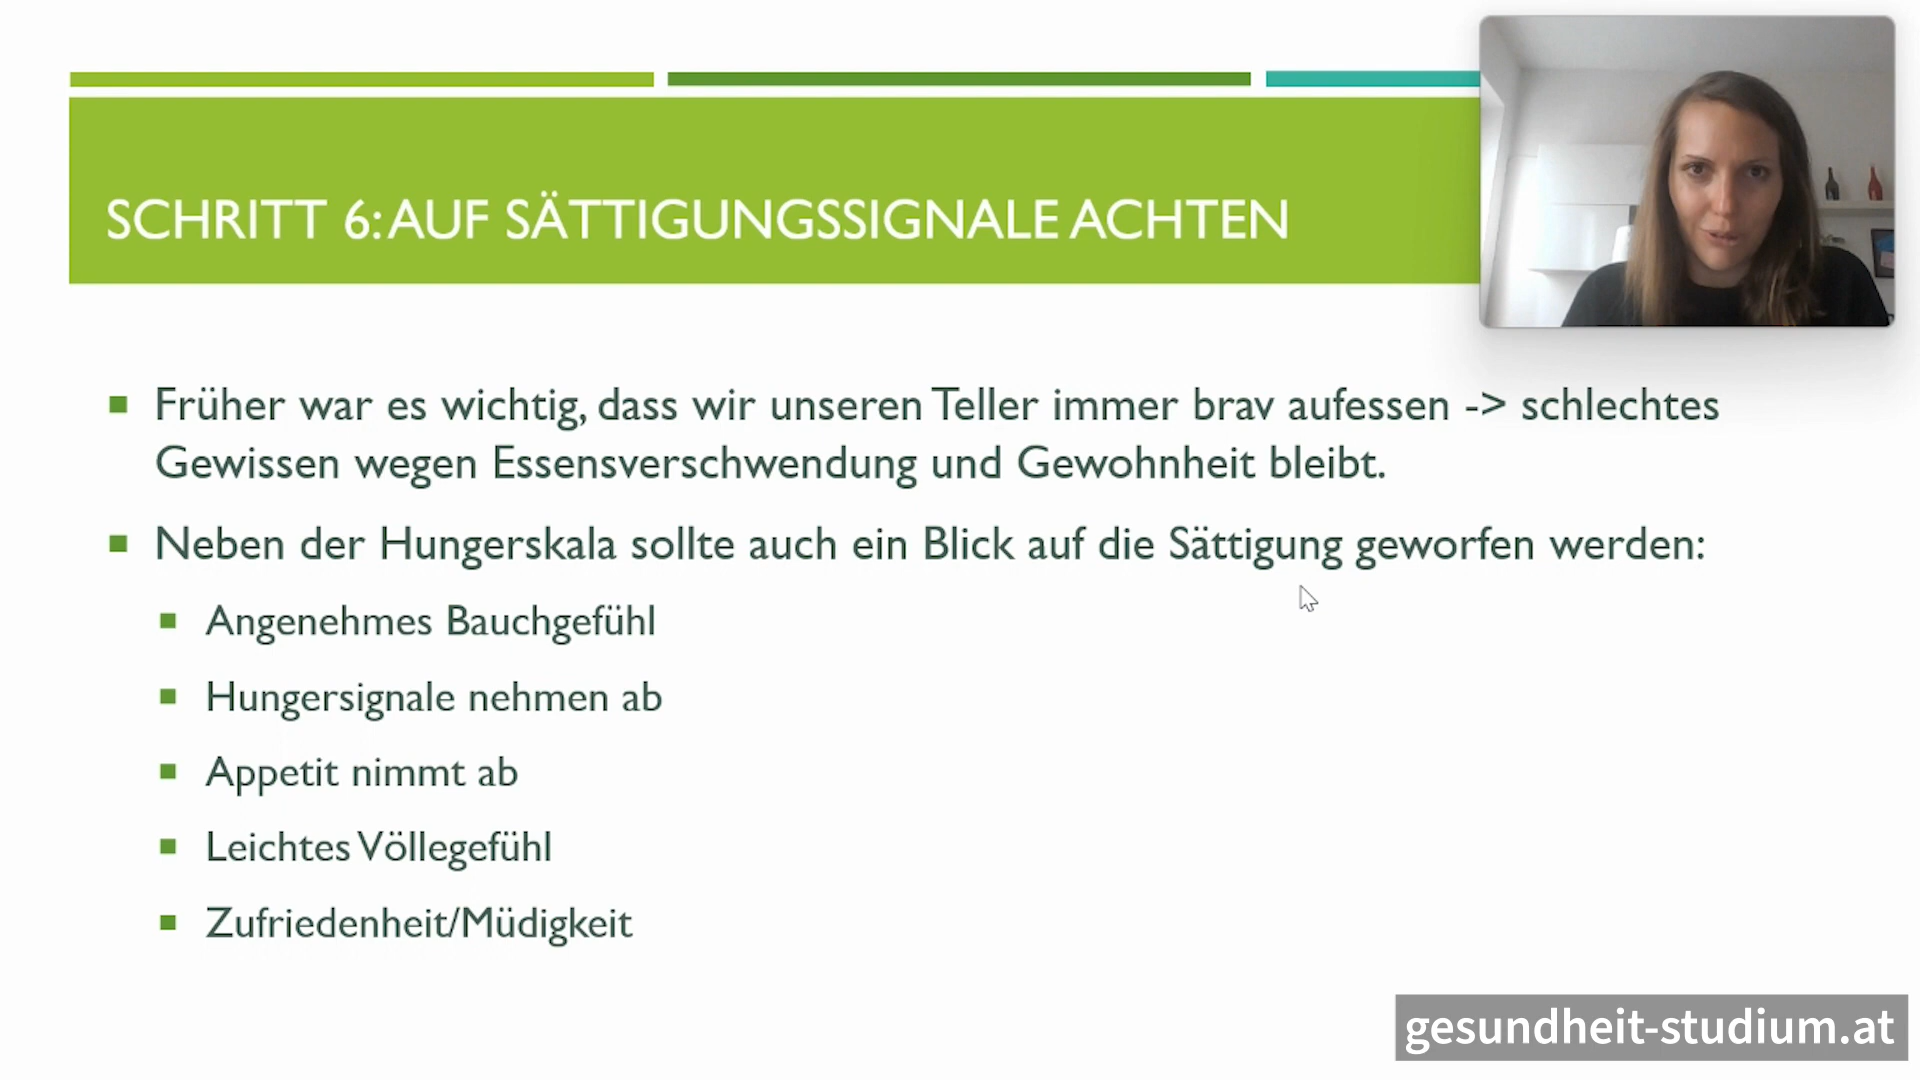 SCHRITT 6: AUF SÄTTIGUNGSSIGNALE ACHTEN
Früher war es wichtig, dass wir unseren Teller immer brav aufessen -> schlechtes
Gewissen wegen Essensverschwendung und Gewohnheit bleibt.
Neben der Hungerskala sollte auch ein Blick auf die Sättigung geworfen werden:
Angenehmes Bauchgefühl
Hungersignale nehmen ab
Appetit nimmt ab
Leichtes Völlegefühl
Zufriedenheit/Müdigkeit
gesundheit-studium.at